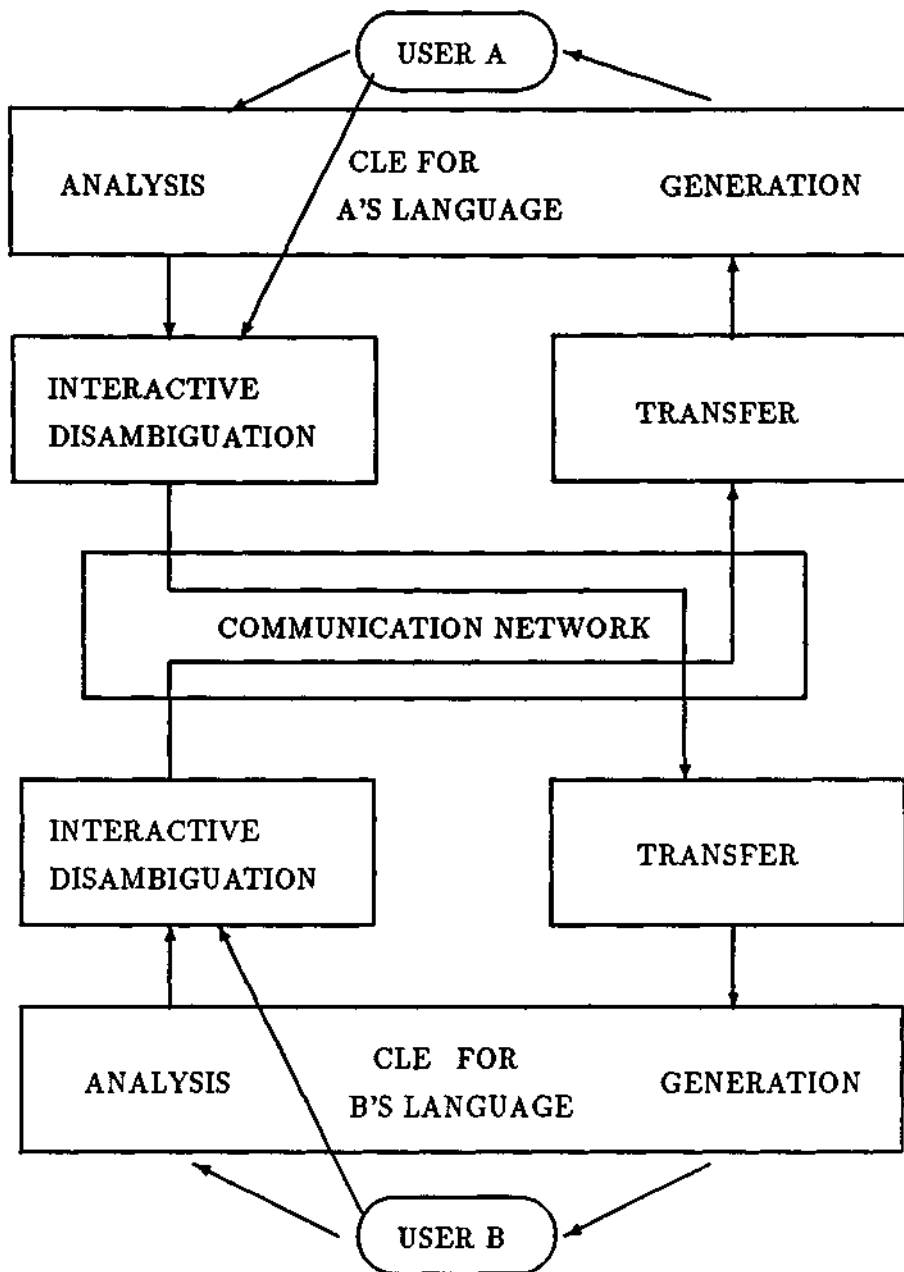 USER A
ANALYSIS
CLE FOR
A'S LANGUAGE
GENERATION
INTERACTIVE
DISAMBIGUATION
TRANSFER
COMMUNICATION NETWORK
INTERACTIVE
DISAMBIGUATION
TRANSFER
ANALYSIS
CLE FOR
B'S LANGUAGE
GENERATION
USER B